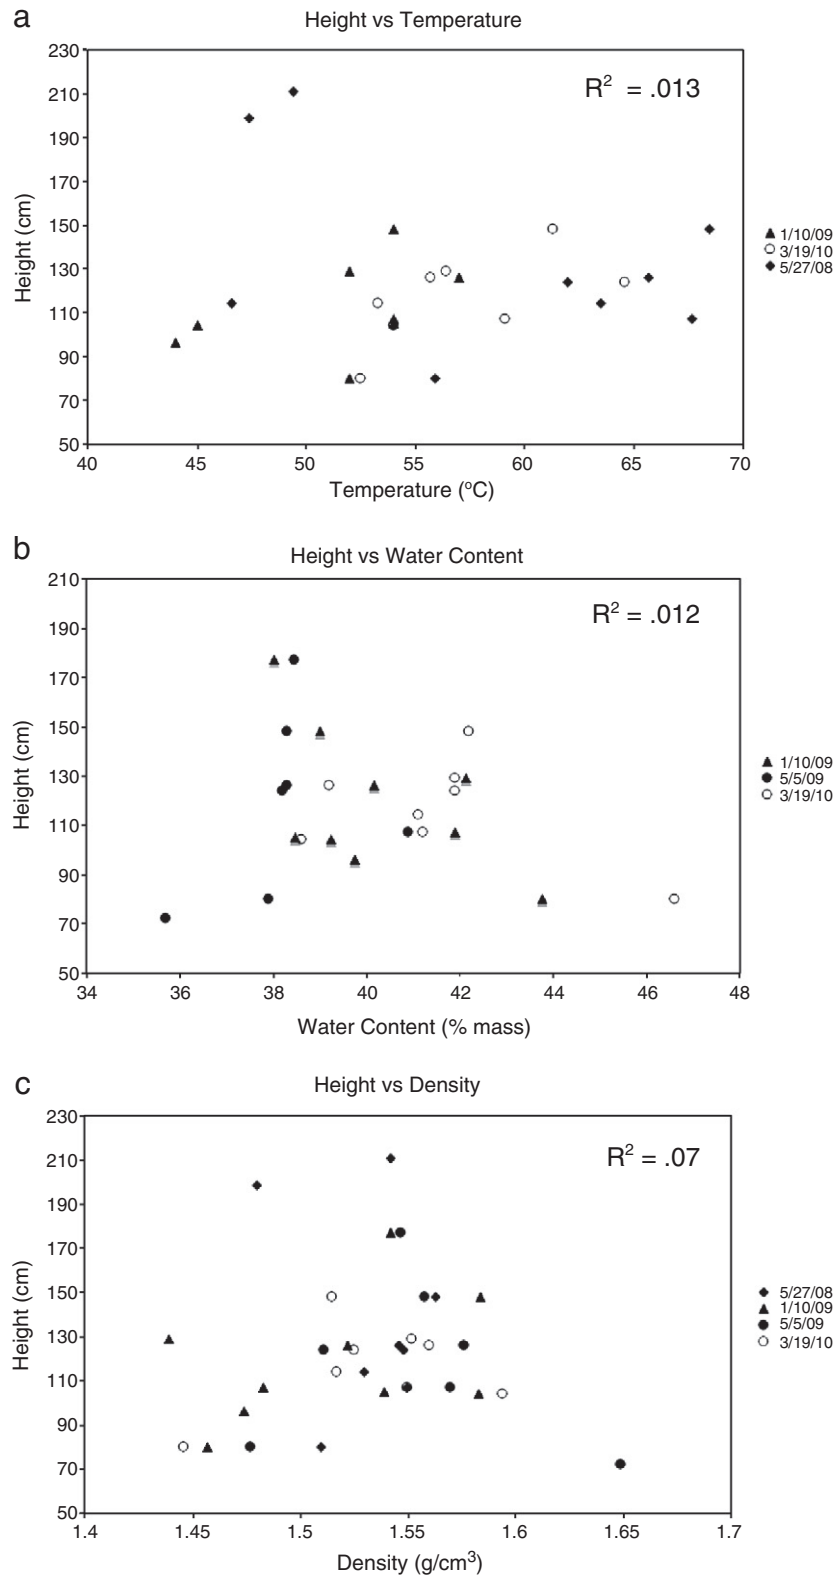 a
Height vs Temperature
R² = .013
230
210
190
170
150
130
110
90
70
50
Height (cm)
40 45 50 55 60 65 70
Temperature (ºC)
1/10/09
3/19/10
5/27/08
b
Height vs Water Content
R² = .012
210
190
170
150
130
110
90
70
50
Height (cm)
34 36 38 40 42 44 46 48
Water Content (% mass)
1/10/09
5/5/09
3/19/10
c
Height vs Density
R² = .07
230
210
190
170
150
130
110
90
70
50
Height (cm)
1.4 1.45 1.5 1.55 1.6 1.65 1.7
Density (g/cm³)
5/27/08
1/10/09
5/5/09
3/19/10